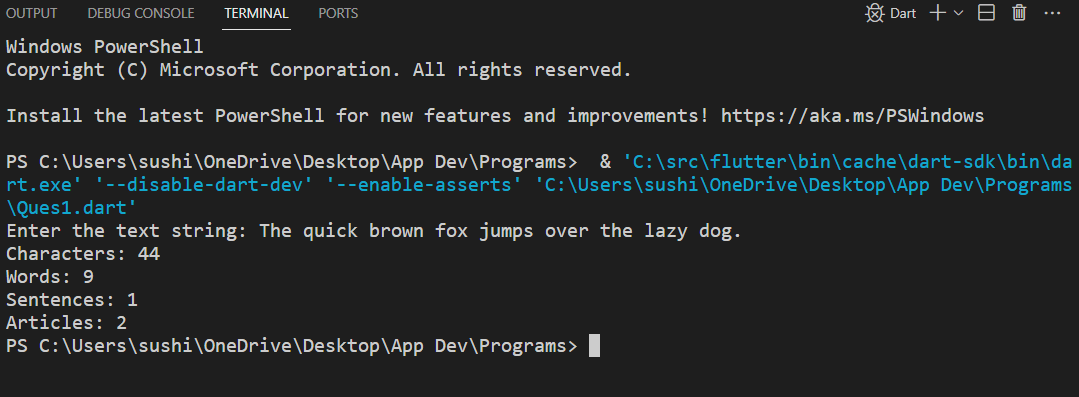 OUTPUT DEBUG CONSOLE TERMINAL PORTS Dart
Windows PowerShell
Copyright (C) Microsoft Corporation. All rights reserved.
Install the latest PowerShell for new features and improvements! https://aka.ms/PSWindows
PS C:\Users\sushi\OneDrive\Desktop\App Dev\Programs>  & 'C:\src\flutter\bin\cache\dart-sdk\bin\da
rt.exe' '--disable-dart-dev' '--enable-asserts' 'C:\Users\sushi\OneDrive\Desktop\App Dev\Programs
\Ques1.dart'
Enter the text string: The quick brown fox jumps over the lazy dog.
Characters: 44
Words: 9
Sentences: 1
Articles: 2
PS C:\Users\sushi\OneDrive\Desktop\App Dev\Programs>